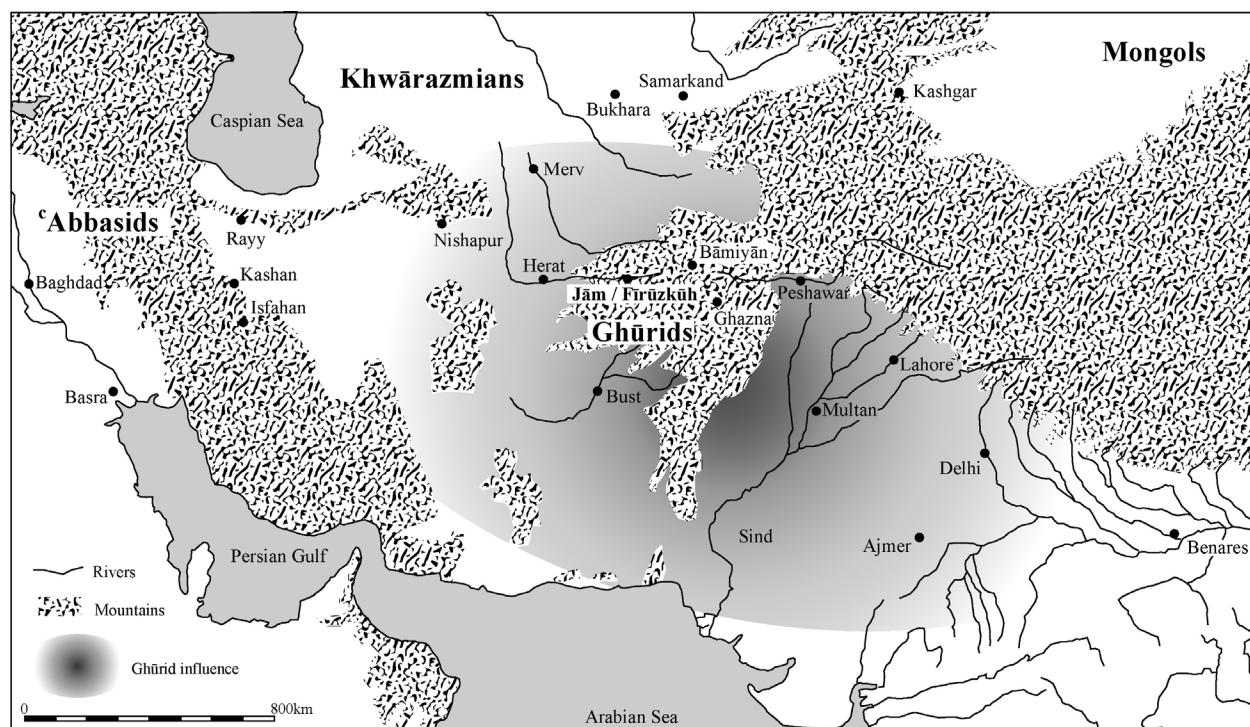 Mongols
Khwārazmians
Samarkand
Bukhara
Kashgar
Caspian Sea
Merv
ᶜAbbasids
Rayy
Nishapur
Bāmiyān
Herat
Baghdad
Kashan
Jām / Fīrūzkūh
Peshawar
Ghazna
Isfahan
Ghūrids
Lahore
Basra
Bust
Multan
Delhi
Sind
Ajmer
Benares
Persian Gulf
Rivers
Mountains
Ghūrid influence
0
800km
Arabian Sea